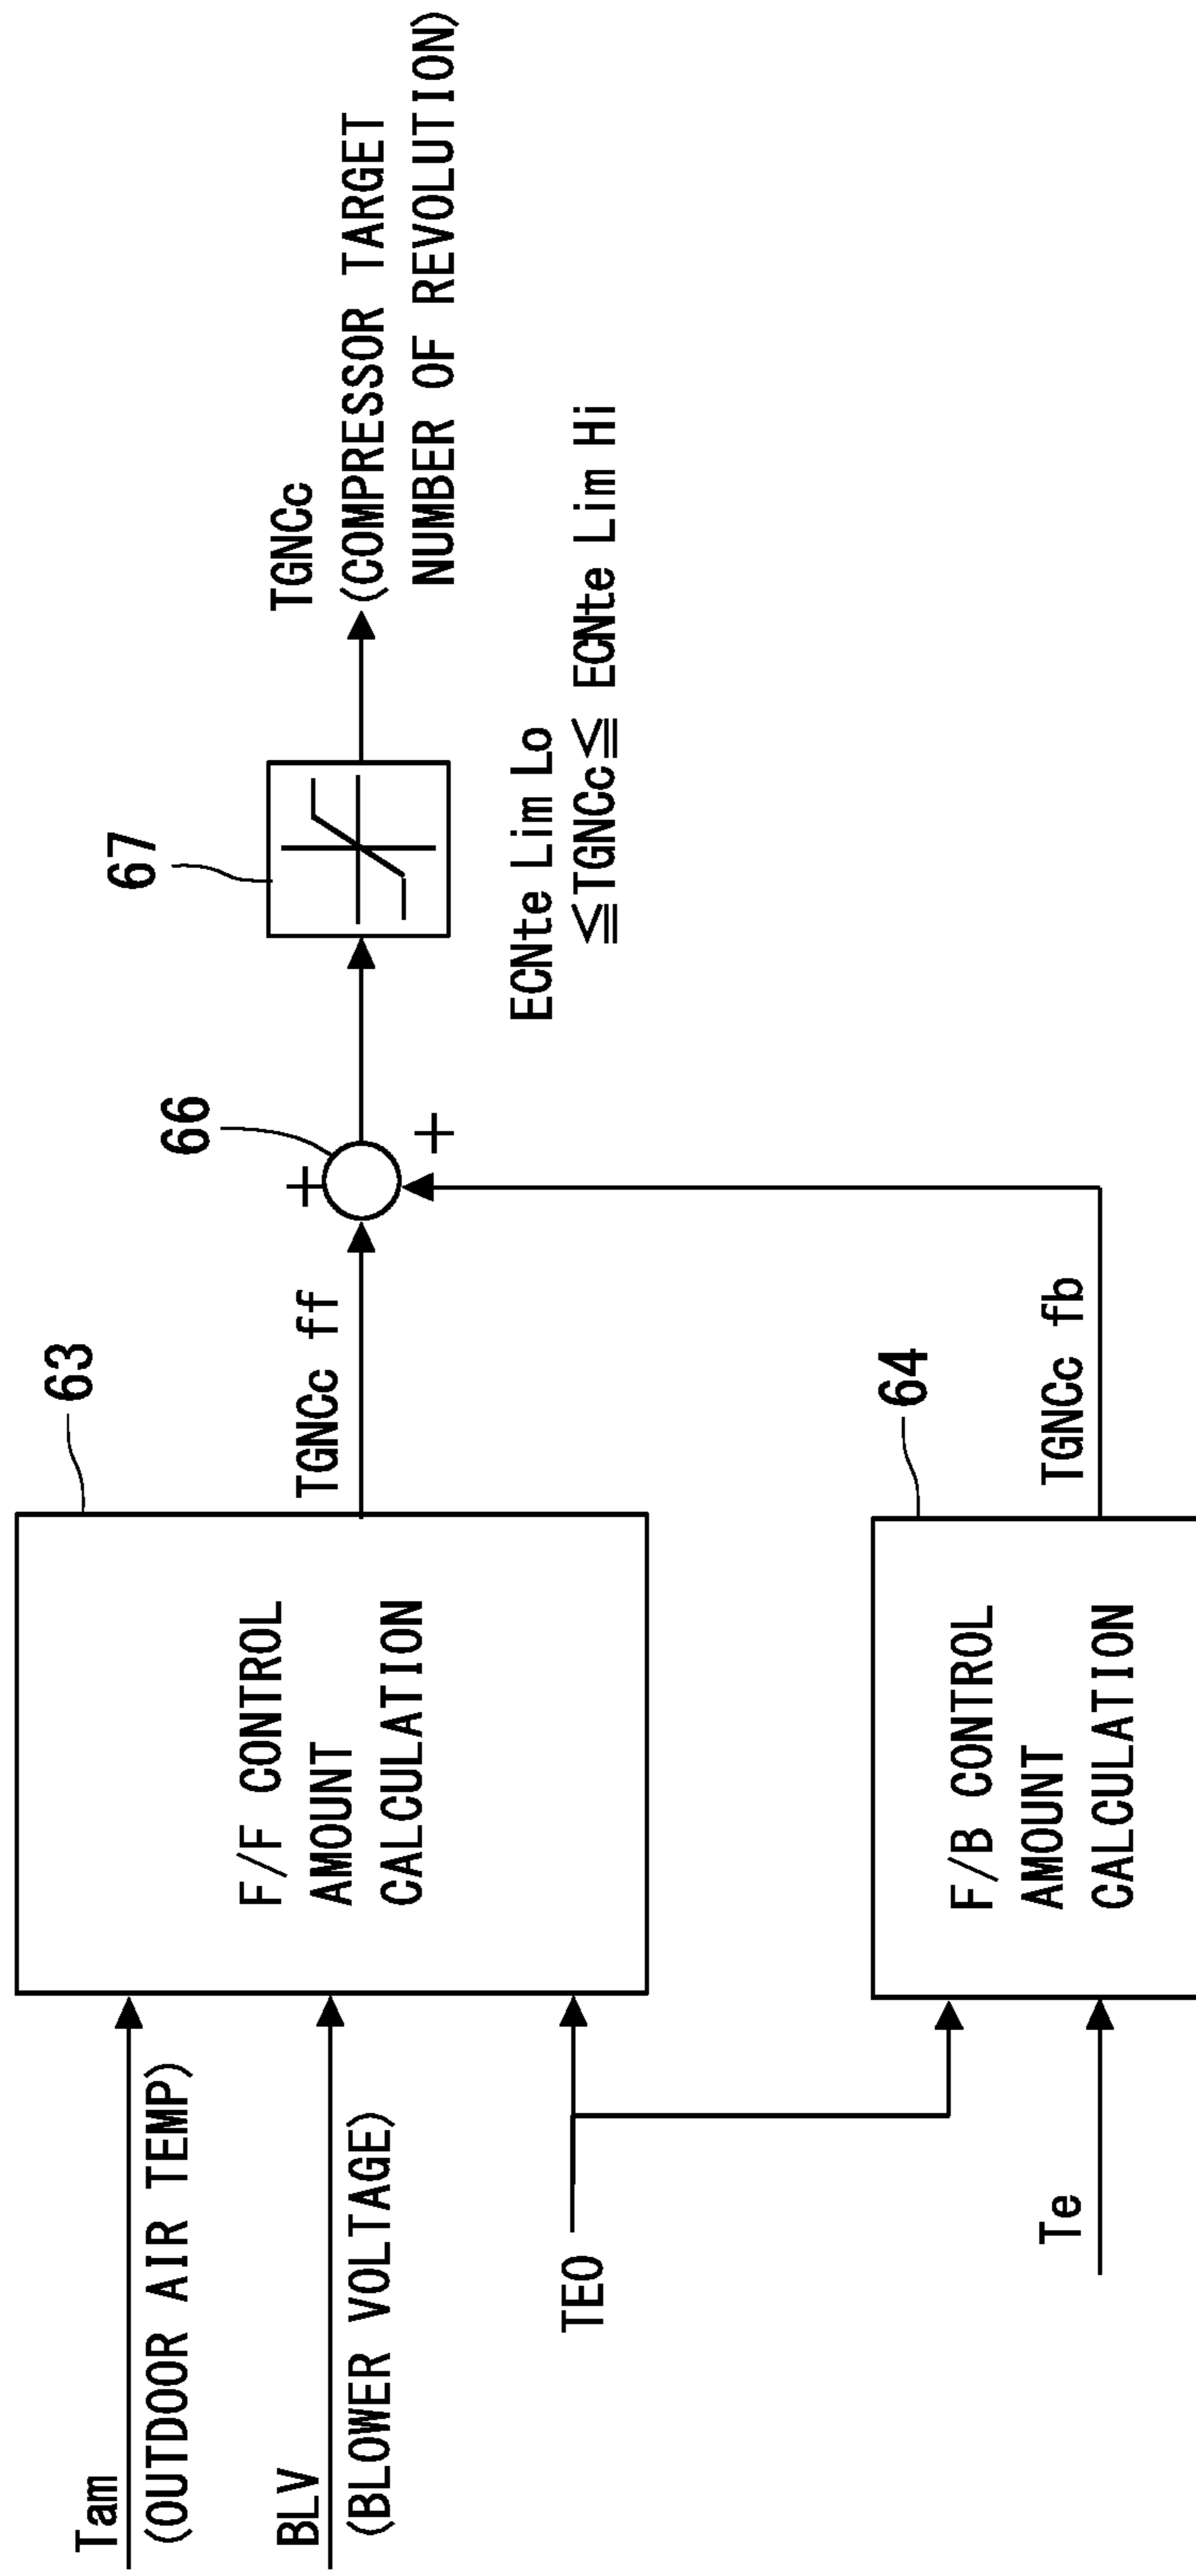 Tam
(OUTDOOR AIR TEMP)
BLV
(BLOWER VOLTAGE)
TEO
Te
63
F/F CONTROL
AMOUNT
CALCULATION
64
F/B CONTROL
AMOUNT
CALCULATION
TGNCc ff
TGNCc fb
66
+
+
67
ECNte Lim Lo
≦TGNCc≦ ECNte Lim Hi
TGNCc
(COMPRESSOR TARGET
NUMBER OF REVOLUTION)